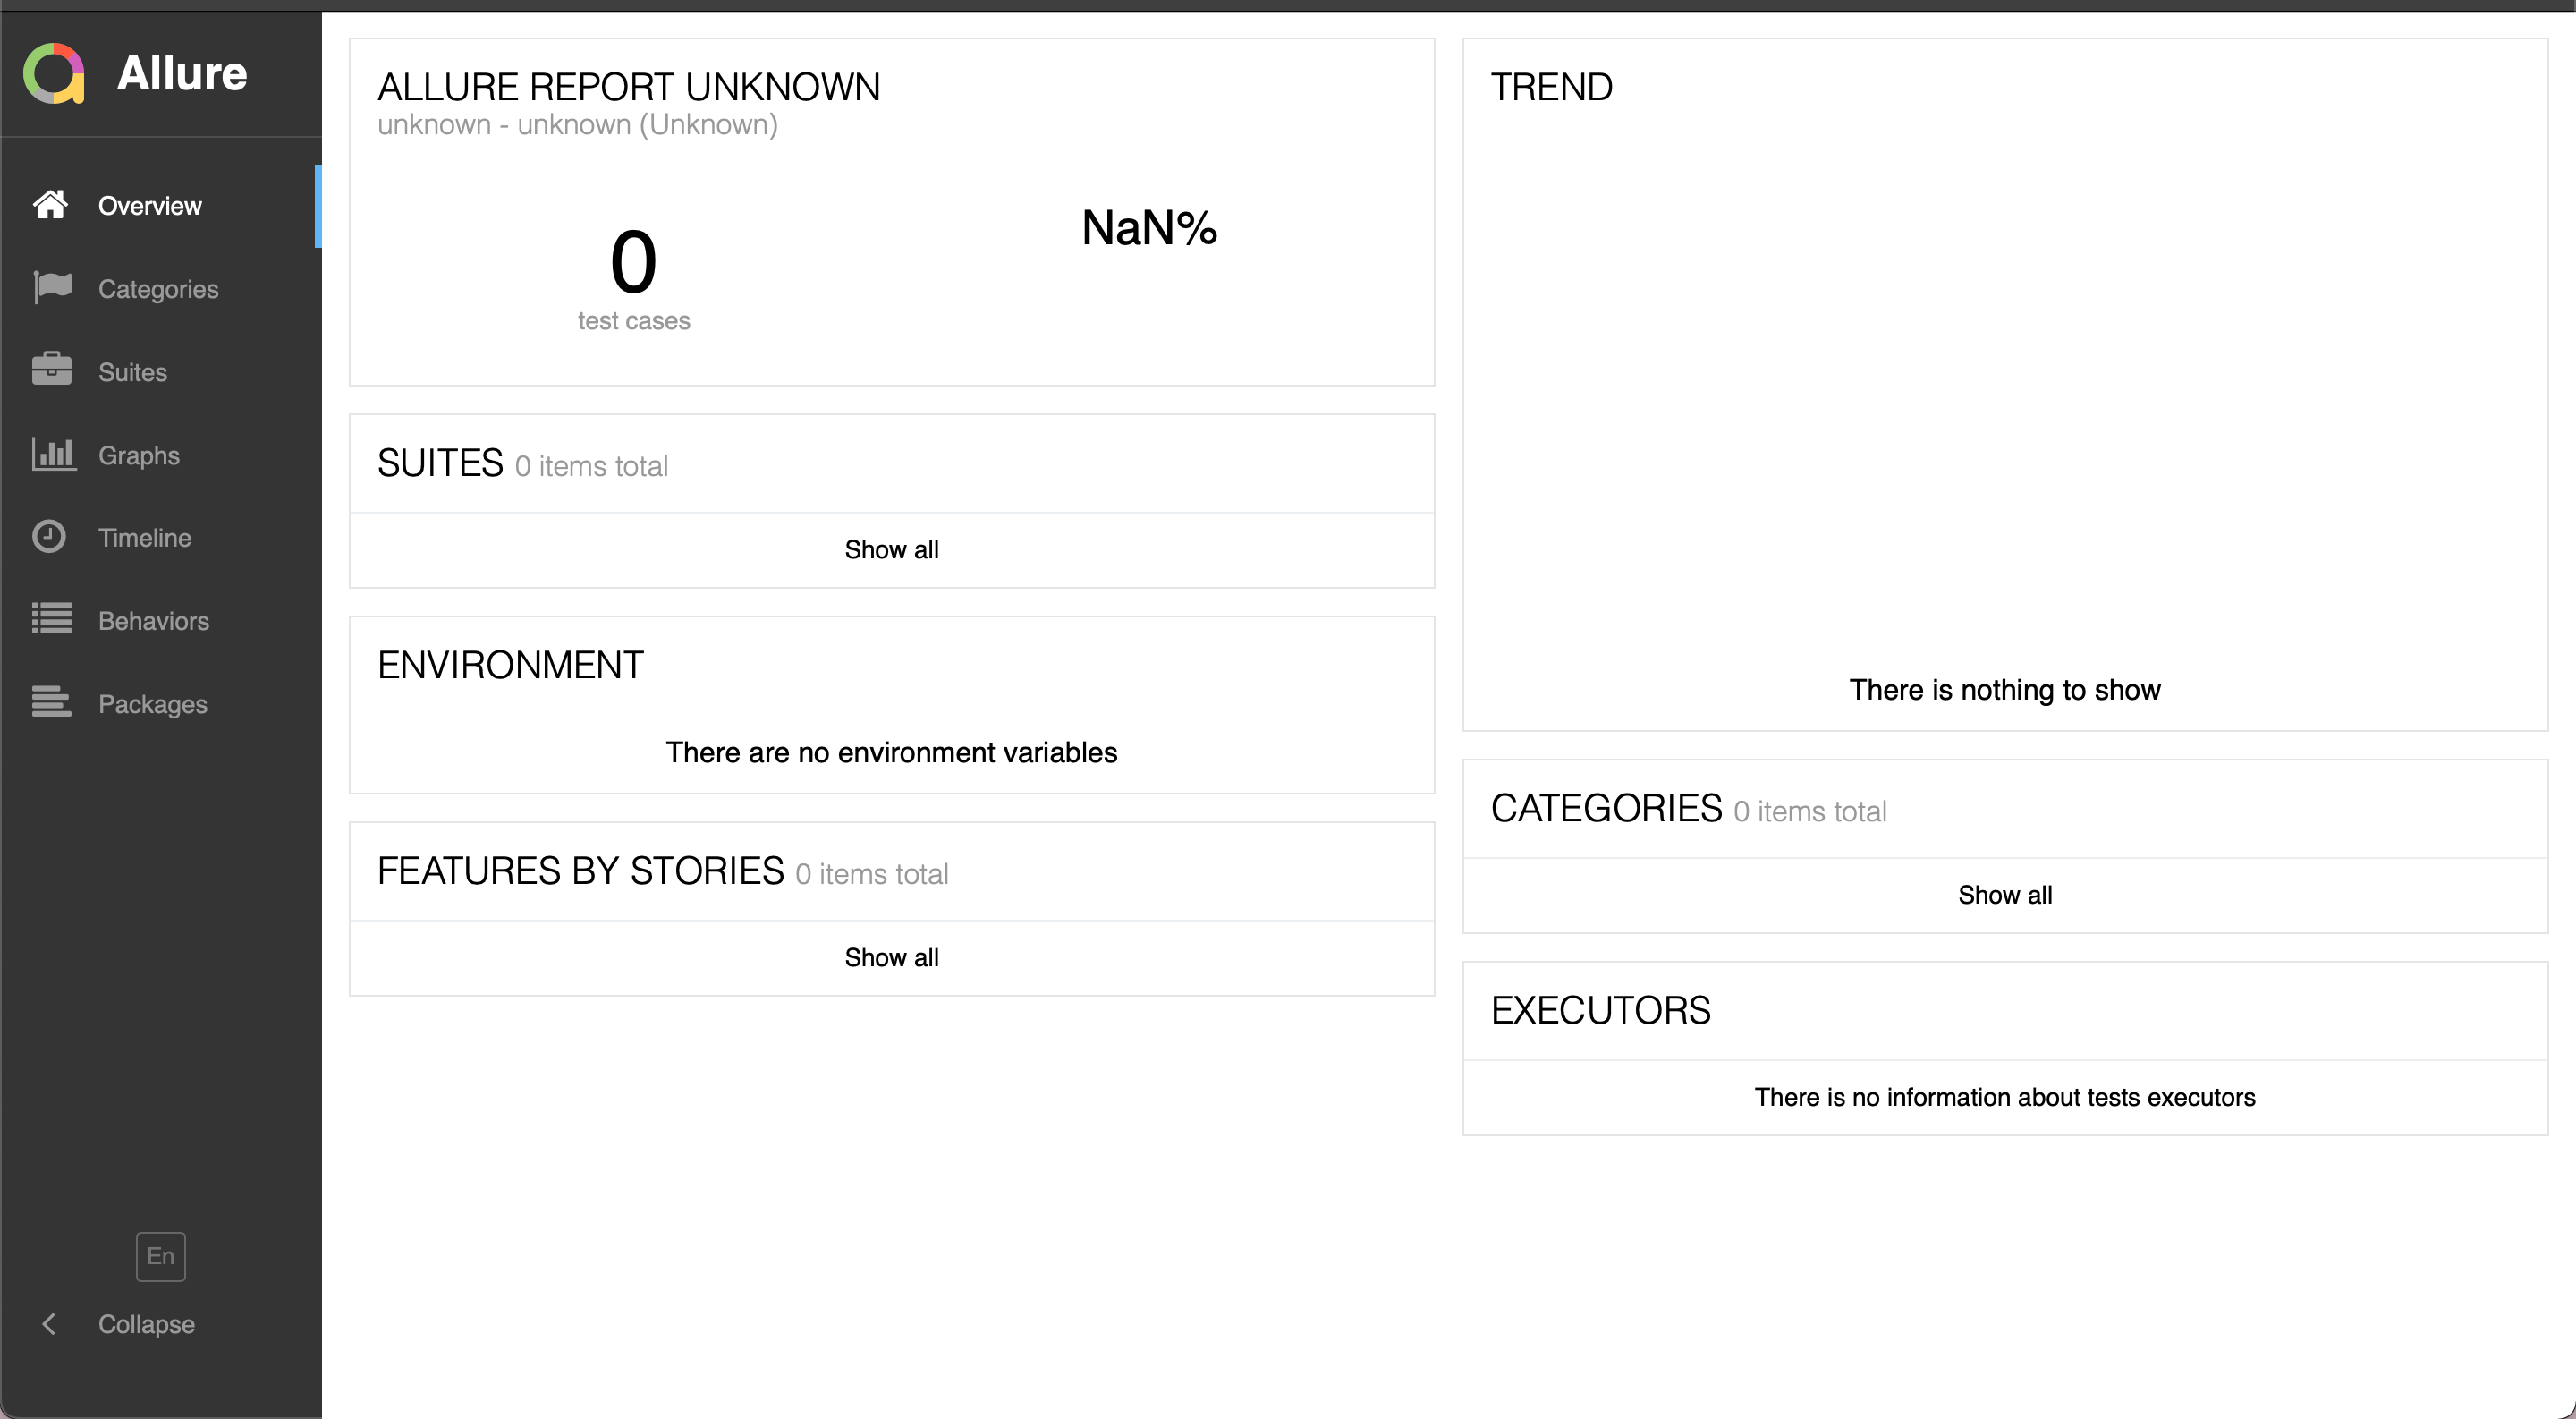 Allure
Overview
Categories
Suites
Graphs
Timeline
Behaviors
Packages
En
Collapse
ALLURE REPORT UNKNOWN
unknown - unknown (Unknown)
0
test cases
NaN%
SUITES 0 items total
Show all
ENVIRONMENT
There are no environment variables
FEATURES BY STORIES 0 items total
Show all
TREND
There is nothing to show
CATEGORIES 0 items total
Show all
EXECUTORS
There is no information about tests executors